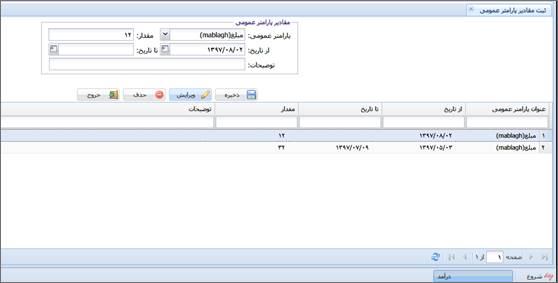 ثبت مقادیر پارامتر عمومی
مقادیر پارامتر عمومی
پارامتر عمومی: مبلغ(mablagh) مقدار: ۱۲
از تاریخ: ۱۳۹۷/۰۸/۰۲ تا تاریخ:
توضیحات:
ذخیره ویرایش حذف خروج
عنوان پارامتر عمومی از تاریخ تا تاریخ مقدار توضیحات
۱ مبلغ(mablagh) ۱۳۹۷/۰۸/۰۲ ۱۲
۲ مبلغ(mablagh) ۱۳۹۷/۰۵/۰۳ ۱۳۹۷/۰۷/۰۹ ۳۲
صفحه ۱ از ۱
شروع درآمد